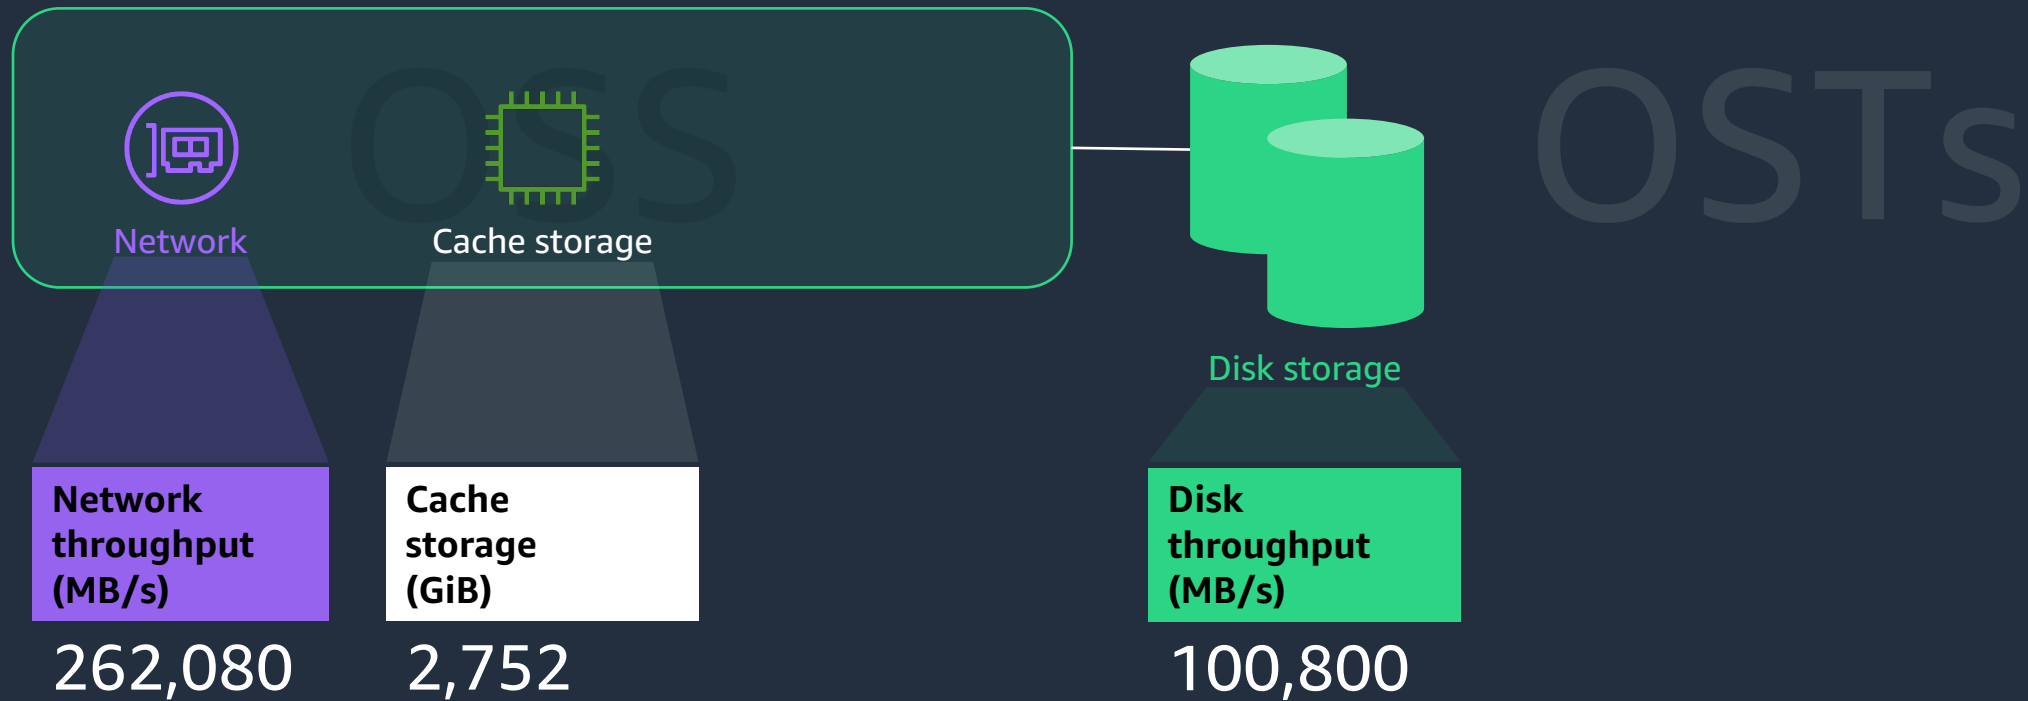 OSS
OSTs
Network
Cache storage
Disk storage
Network
throughput
(MB/s)
262,080
Cache
storage
(GiB)
2,752
Disk
throughput
(MB/s)
100,800